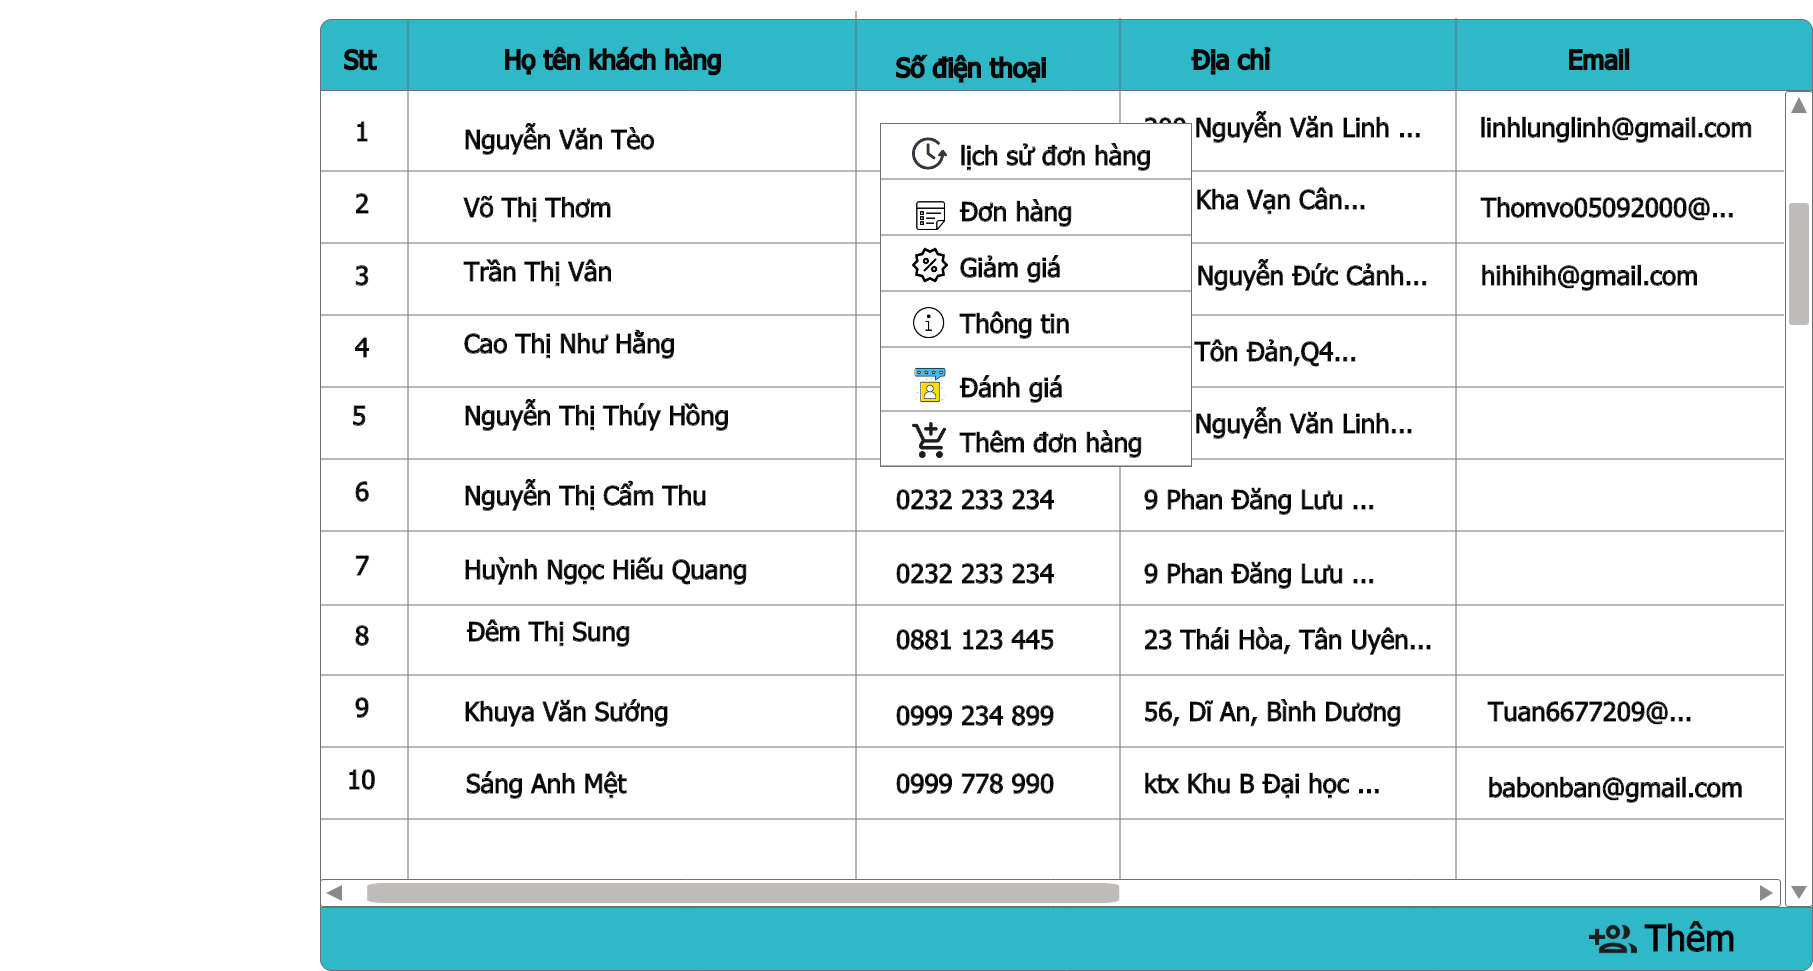 Stt Họ tên khách hàng Số điện thoại Địa chỉ Email
1 Nguyễn Văn Tèo Nguyễn Văn Linh ... linhlunglinh@gmail.com
lịch sử đơn hàng
2 Võ Thị Thơm Kha Vạn Cân... Thomvo05092000@...
Đơn hàng
3 Trần Thị Vân Nguyễn Đức Cảnh... hihihih@gmail.com
Giảm giá
Thông tin
4 Cao Thị Như Hằng Tôn Đản,Q4...
Đánh giá
5 Nguyễn Thị Thúy Hồng Nguyễn Văn Linh...
Thêm đơn hàng
6 Nguyễn Thị Cẩm Thu 0232 233 234 9 Phan Đăng Lưu ...
7 Huỳnh Ngọc Hiếu Quang 0232 233 234 9 Phan Đăng Lưu ...
8 Đêm Thị Sung 0881 123 445 23 Thái Hòa, Tân Uyên...
9 Khuya Văn Sướng 0999 234 899 56, Dĩ An, Bình Dương Tuan6677209@...
10 Sáng Anh Mệt 0999 778 990 ktx Khu B Đại học ... babonban@gmail.com
Thêm